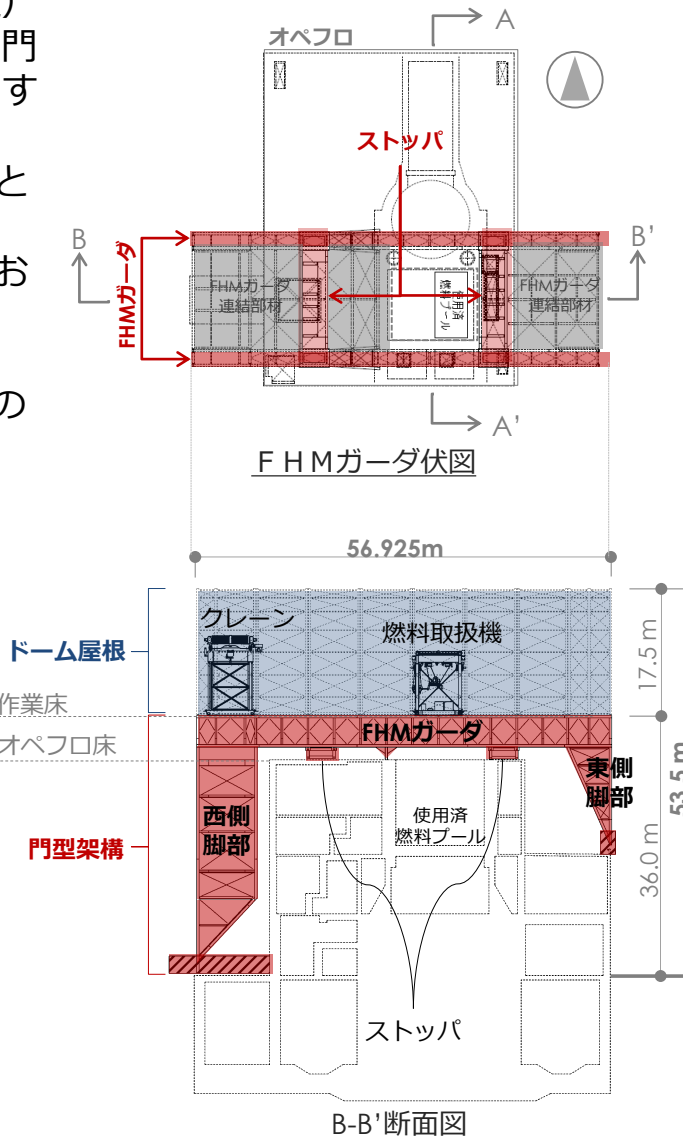 )
門
す
と
お
の
オペフロ
A
ストッパ
B
B'
FHMガーダ
FHMガーダ
連結部材
使用済
燃料プール
FHMガーダ
連結部材
A'
ＦＨＭガーダ伏図
56.925m
クレーン
燃料取扱機
ドーム屋根
17.5 m
作業床
FHMガーダ
オペフロ床
東側
脚部
53.5 m
西側
脚部
使用済
燃料プール
門型架構
36.0 m
ストッパ
B-B'断面図